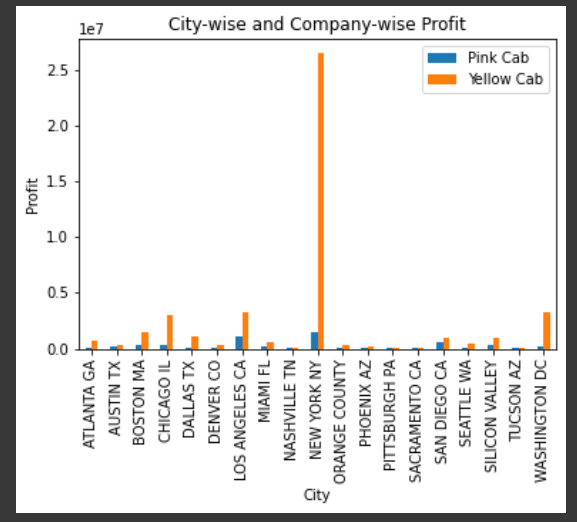 City-wise and Company-wise Profit
1e7
Pink Cab
Yellow Cab
2.5
2.0
1.5
1.0
0.5
0.0
Profit
ATLANTA GA
AUSTIN TX
BOSTON MA
CHICAGO IL
DALLAS TX
DENVER CO
LOS ANGELES CA
MIAMI FL
NASHVILLE TN
NEW YORK NY
ORANGE COUNTY
PHOENIX AZ
PITTSBURGH PA
SACRAMENTO CA
SAN DIEGO CA
SEATTLE WA
SILICON VALLEY
TUCSON AZ
WASHINGTON DC
City